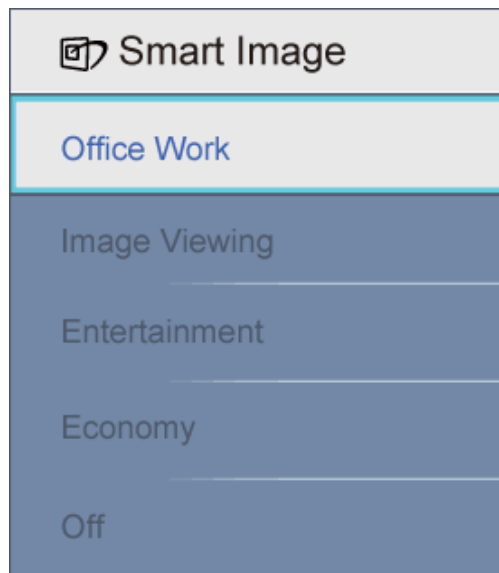 Smart Image
Office Work
Image Viewing
Entertainment
Economy
Off